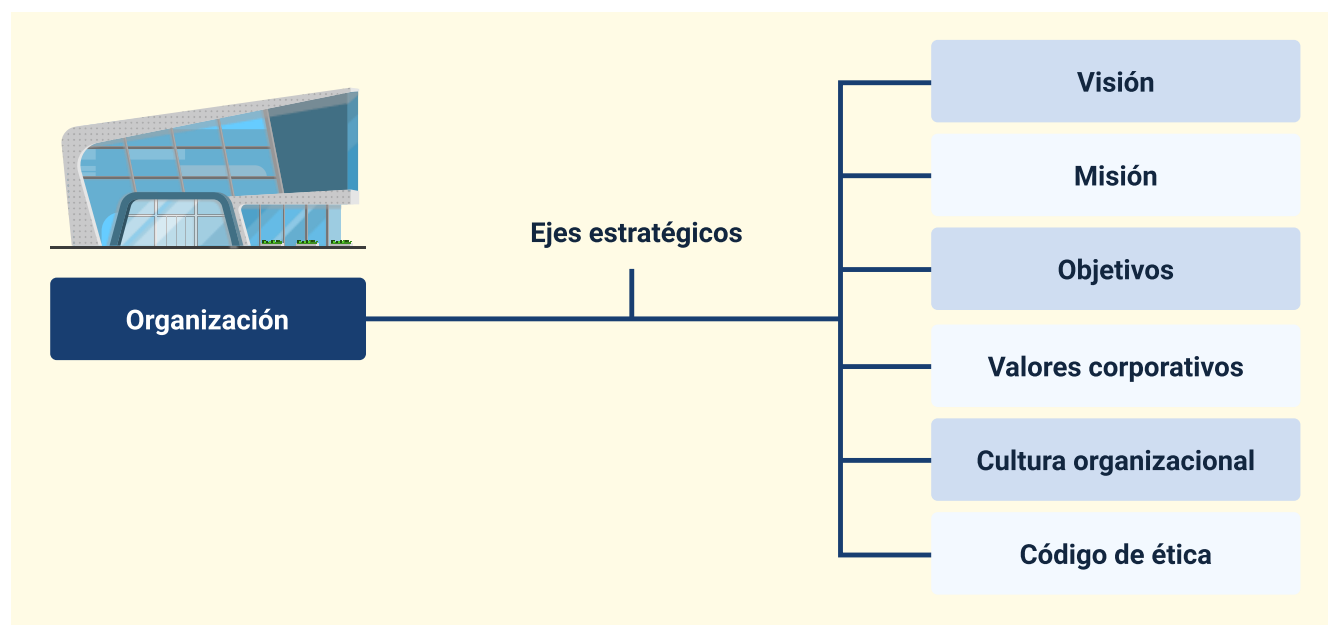 Organización
Ejes estratégicos
Visión
Misión
Objetivos
Valores corporativos
Cultura organizacional
Código de ética